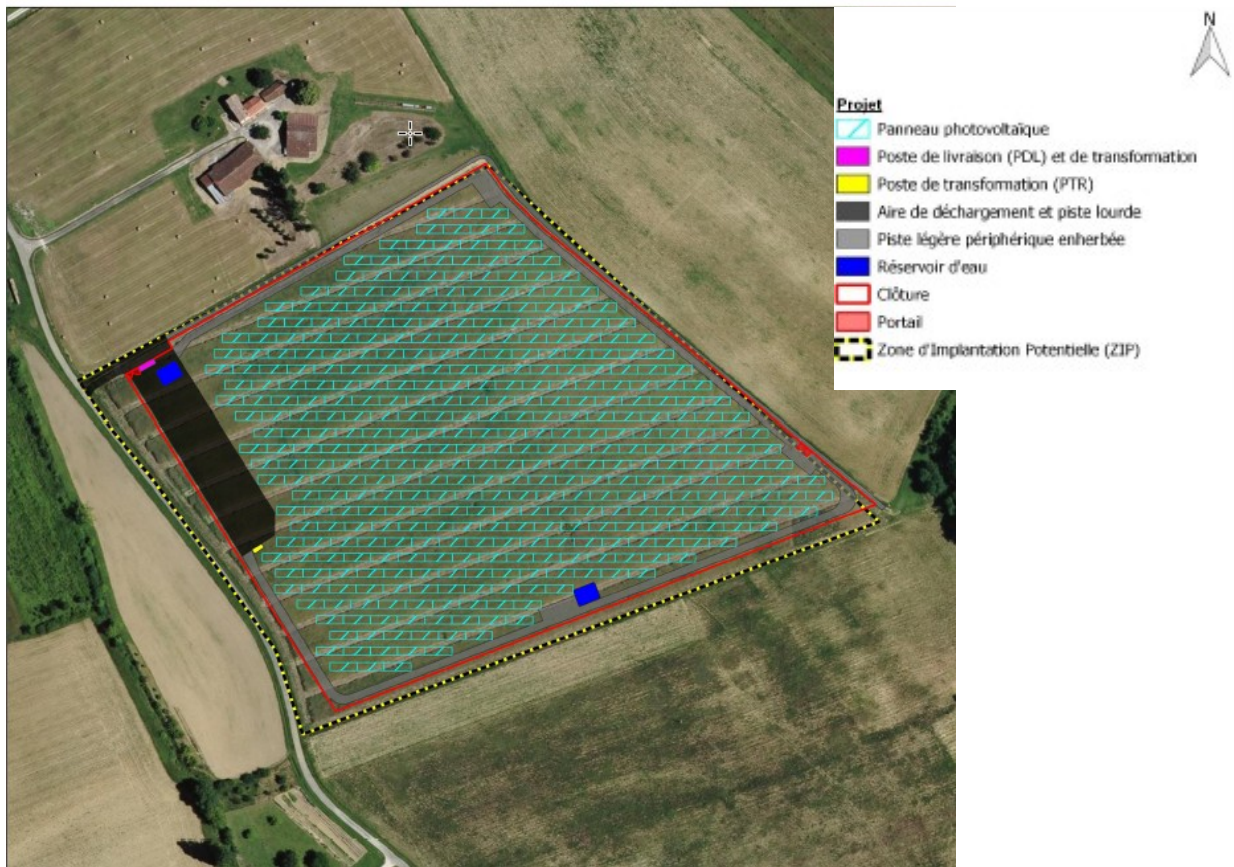 N
Projet
Panneau photovoltaïque
Poste de livraison (PDL) et de transformation
Poste de transformation (PTR)
Aire de déchargement et piste lourde
Piste légère périphérique enherbée
Réservoir d'eau
Clôture
Portail
Zone d'Implantation Potentielle (ZIP)